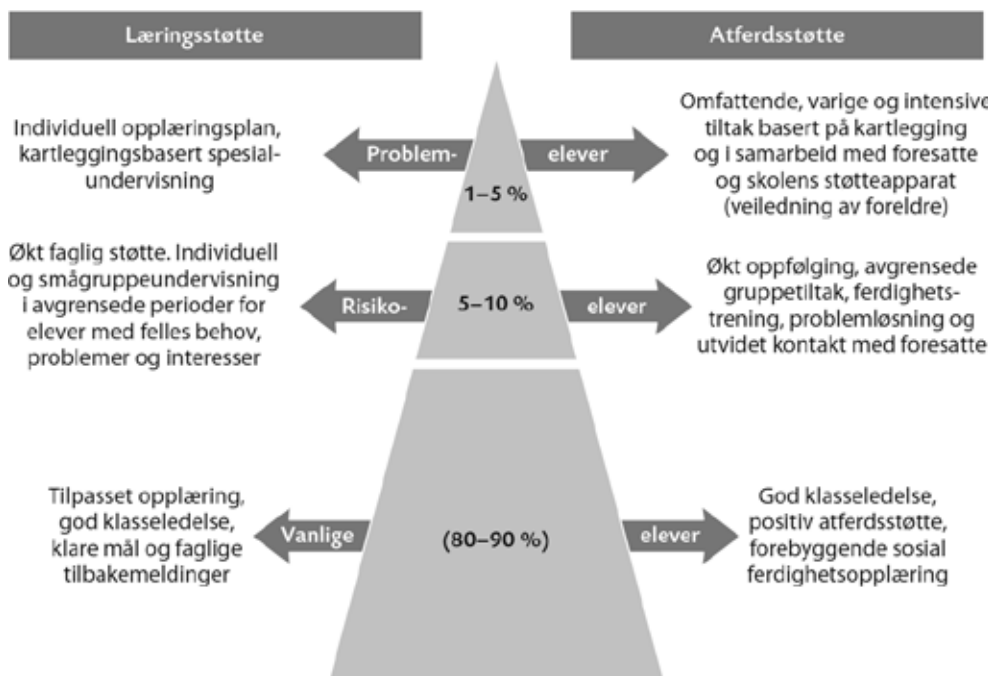 Læringsstøtte
Atferdsstøtte
Individuell opplæringsplan,
kartleggingsbasert spesial-
undervisning
Problem-
elever
1–5 %
Omfattende, varige og intensive
tiltak basert på kartlegging
og i samarbeid med foresatte
og skolens støtteapparat
(veiledning av foreldre)
Økt faglig støtte. Individuell
og smågruppeundervisning
i avgrensede perioder for
elever med felles behov,
problemer og interesser
Risiko-
5–10 %
elever
Økt oppfølging, avgrensede
gruppetiltak, ferdighets-
trening, problemløsning og
utvidet kontakt med foresatte
Tilpasset opplæring,
god klasseledelse,
klare mål og faglige
tilbakemeldinger
Vanlige
(80–90 %)
elever
God klasseledelse,
positiv atferdsstøtte,
forebyggende sosial
ferdighetsopplæring